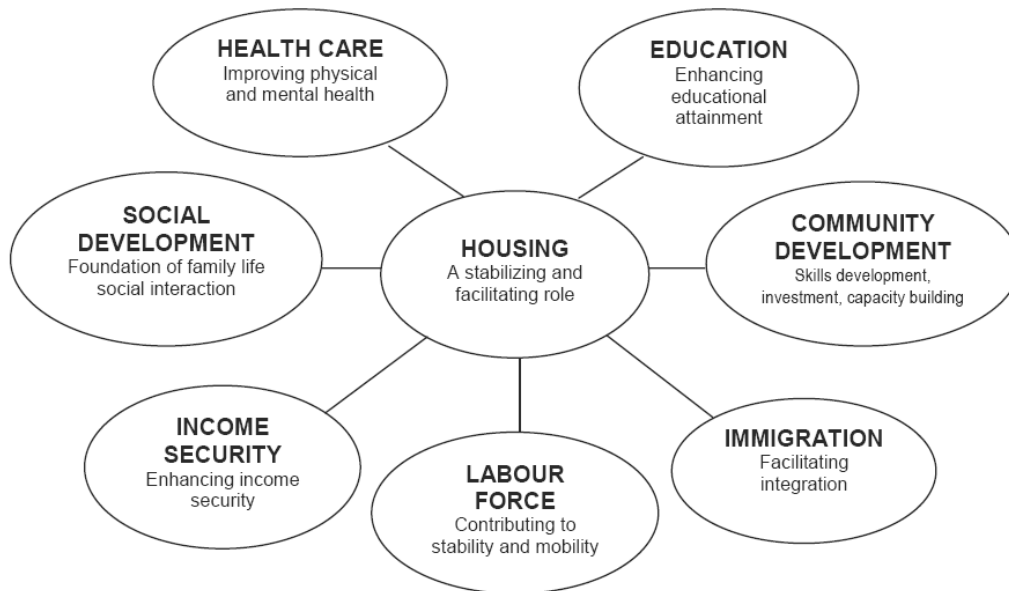 HEALTH CARE
Improving physical
and mental health
EDUCATION
Enhancing
educational
attainment
SOCIAL
DEVELOPMENT
Foundation of family life
social interaction
HOUSING
A stabilizing and
facilitating role
COMMUNITY
DEVELOPMENT
Skills development,
investment, capacity building
INCOME
SECURITY
Enhancing income
security
LABOUR
FORCE
Contributing to
stability and mobility
IMMIGRATION
Facilitating
integration